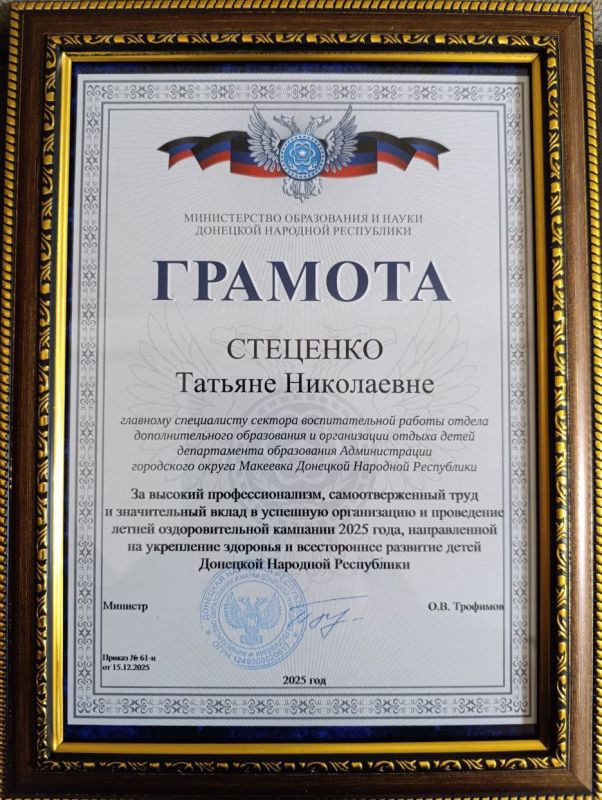 МИНИСТЕРСТВО ОБРАЗОВАНИЯ И НАУКИ
ДОНЕЦКОЙ НАРОДНОЙ РЕСПУБЛИКИ
ГРАМОТА
СТЕЦЕНКО
Татьяне Николаевне
главному специалисту сектора воспитательной работы отдела
дополнительного образования и организации отдыха детей
департамента образования Администрации
городского округа Макеевка Донецкой Народной Республики
За высокий профессионализм, самоотверженный труд
и значительный вклад в успешную организацию и проведение
летней оздоровительной кампании 2025 года, направленной
на укрепление здоровья и всестороннее развитие детей
Донецкой Народной Республики
Министр
О.В. Трофимов
Приказ № 61-н
от 15.12.2025
2025 год